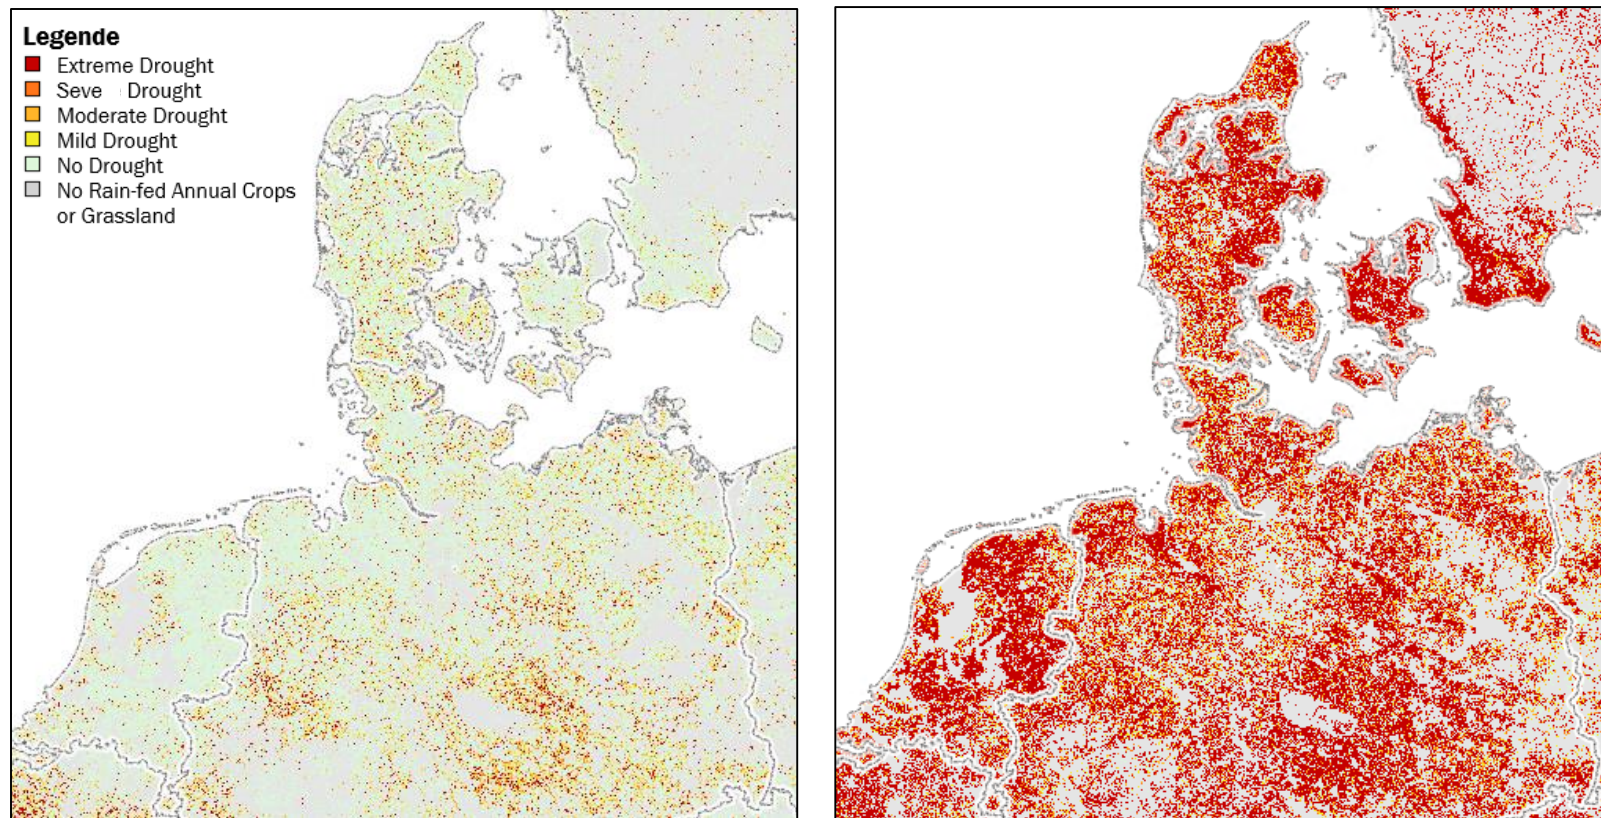 Legende
Extreme Drought
Seve Drought
Moderate Drought
Mild Drought
No Drought
No Rain-fed Annual Crops
or Grassland